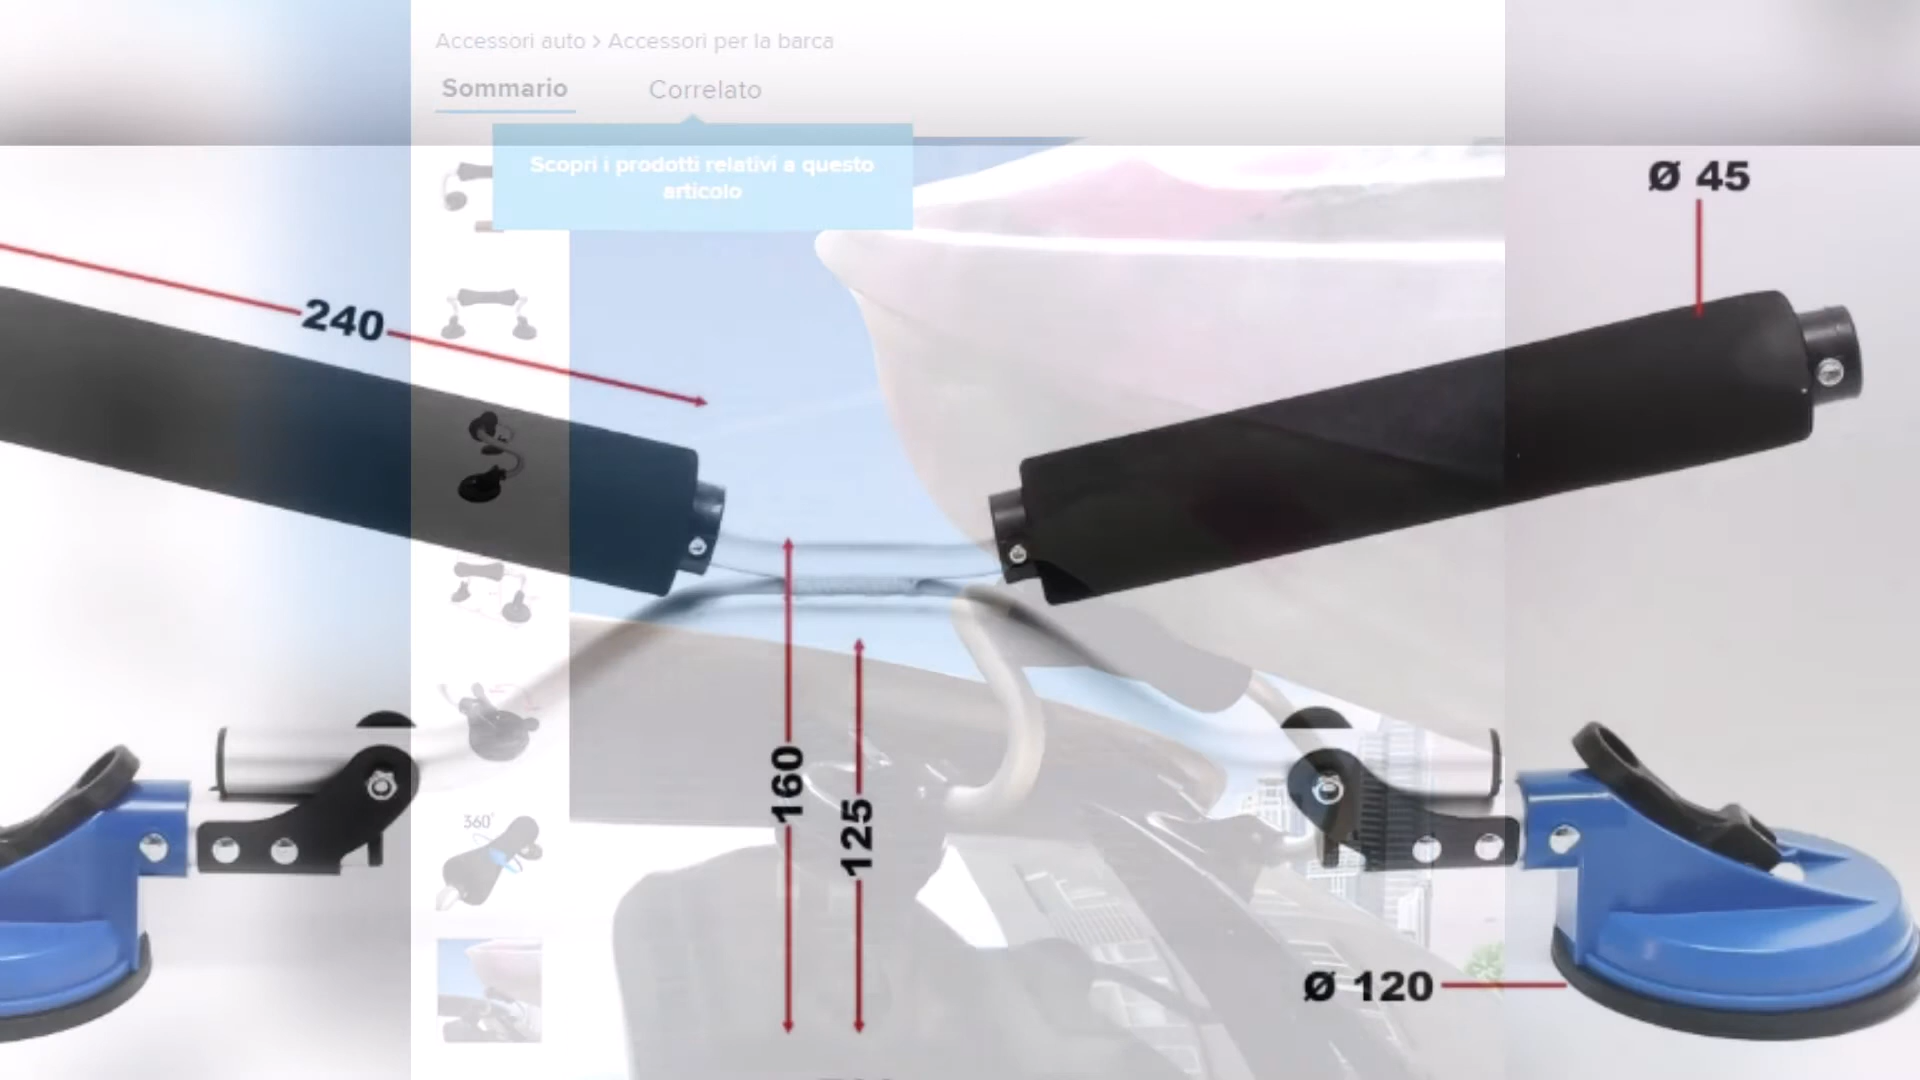 Accessori auto › Accessori per la barca
Sommario
Correlato
Scopri i prodotti relativi a questo
articolo
Ø 45
240
160
125
360°
Ø 120